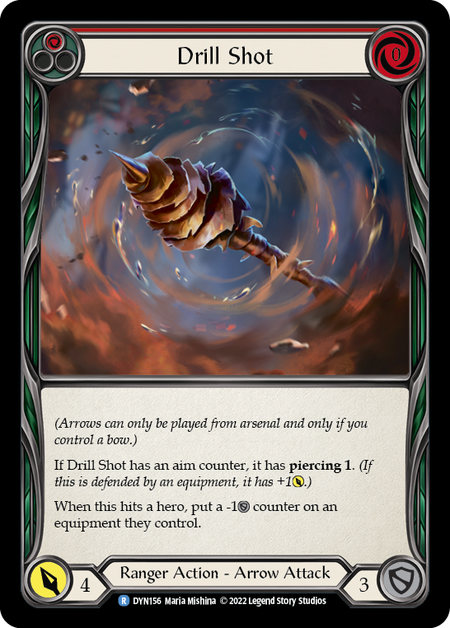 Drill Shot
0
(Arrows can only be played from arsenal and only if you
control a bow.)
If Drill Shot has an aim counter, it has piercing 1. (If
this is defended by an equipment, it has +1.)
When this hits a hero, put a -1 counter on an
equipment they control.
4
Ranger Action - Arrow Attack
3
R DYN156 Maria Mishina © 2022 Legend Story Studios